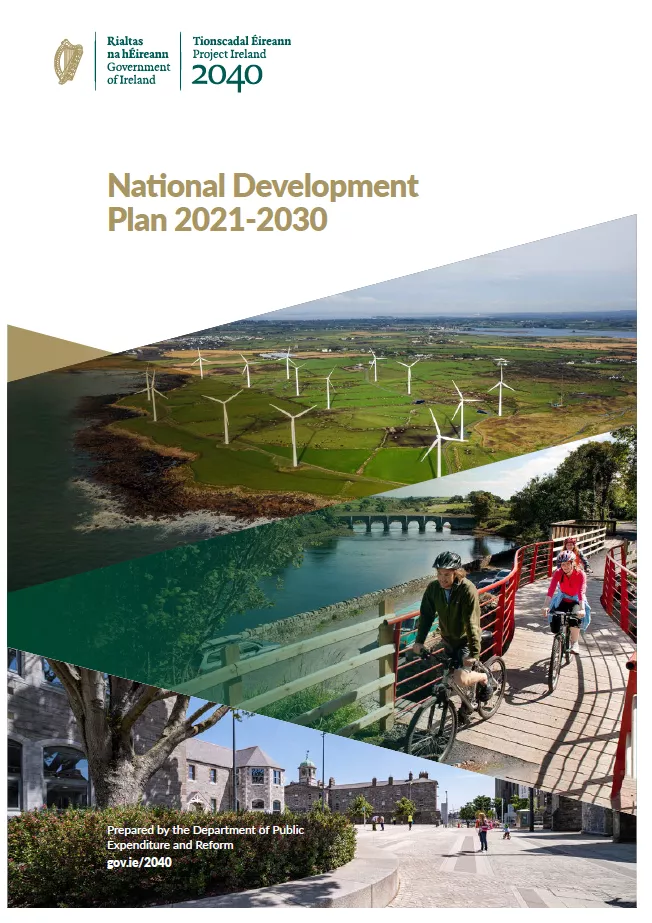 Rialtas
na hÉireann
Government
of Ireland
Tionscadal Éireann
Project Ireland
2040
National Development
Plan 2021-2030
Prepared by the Department of Public
Expenditure and Reform
gov.ie/2040